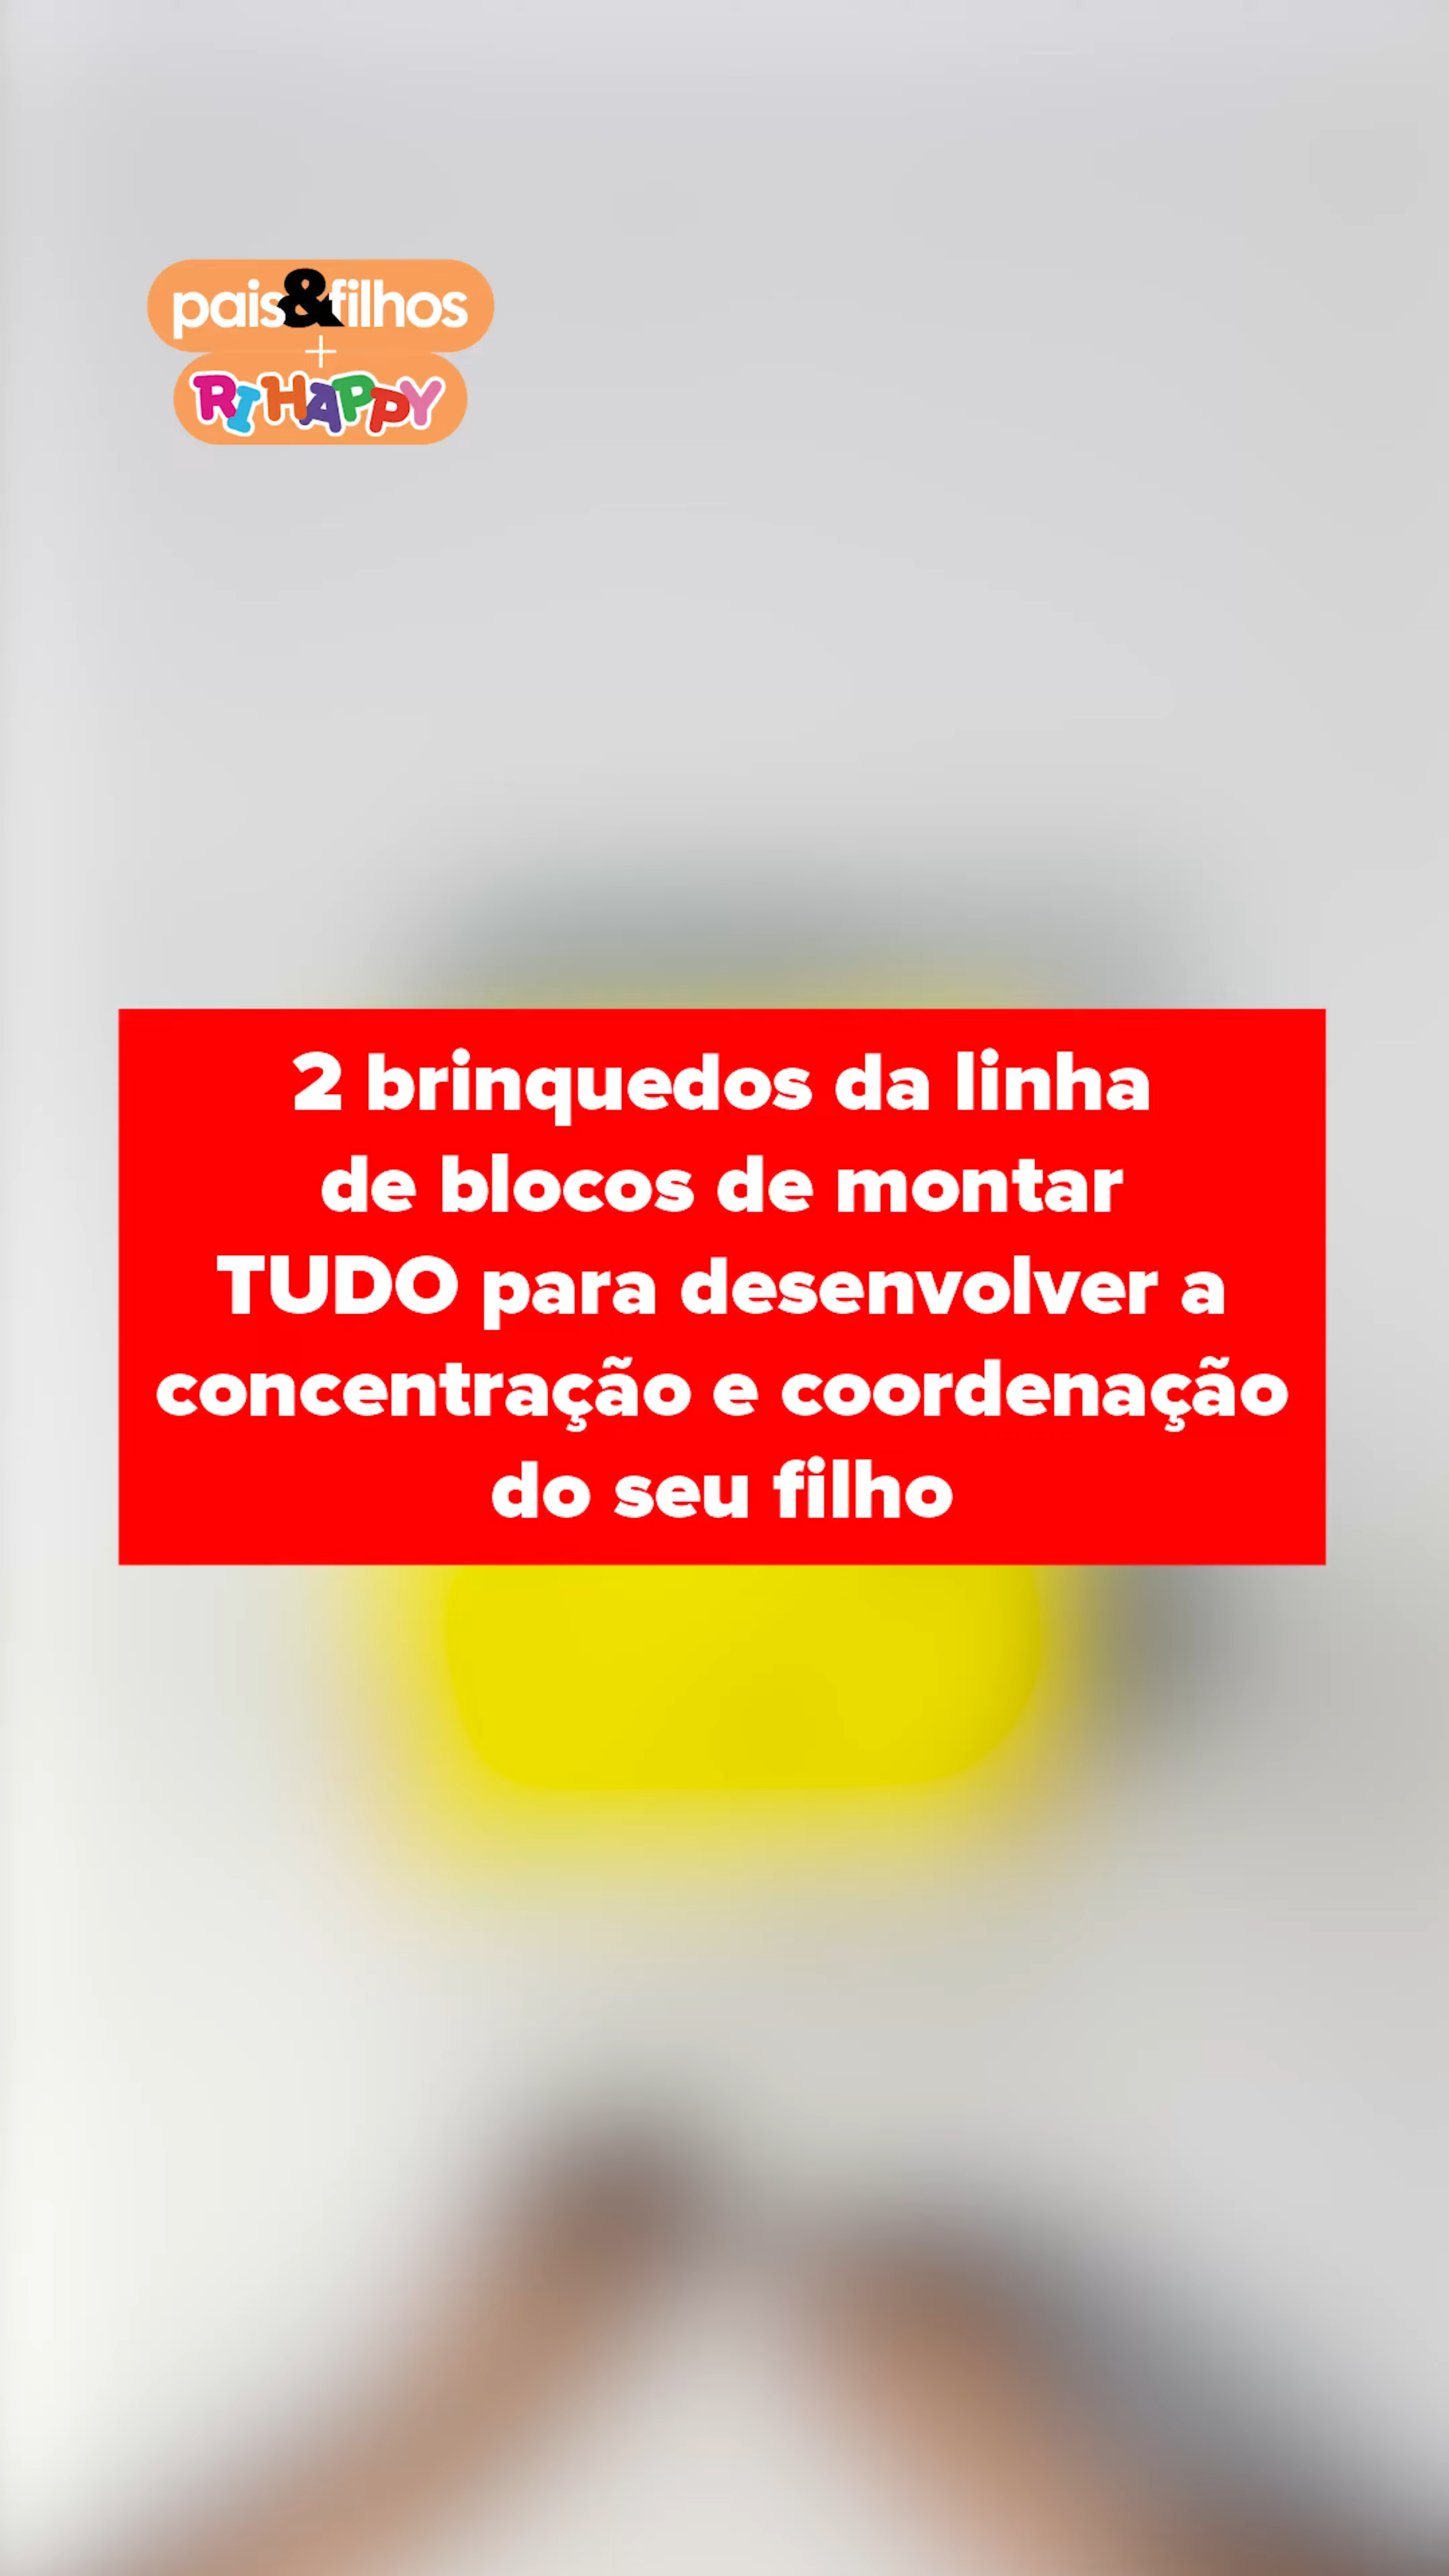 pais&filhos
+
RI HAPPY
2 brinquedos da linha
de blocos de montar
TUDO para desenvolver a
concentração e coordenação
do seu filho